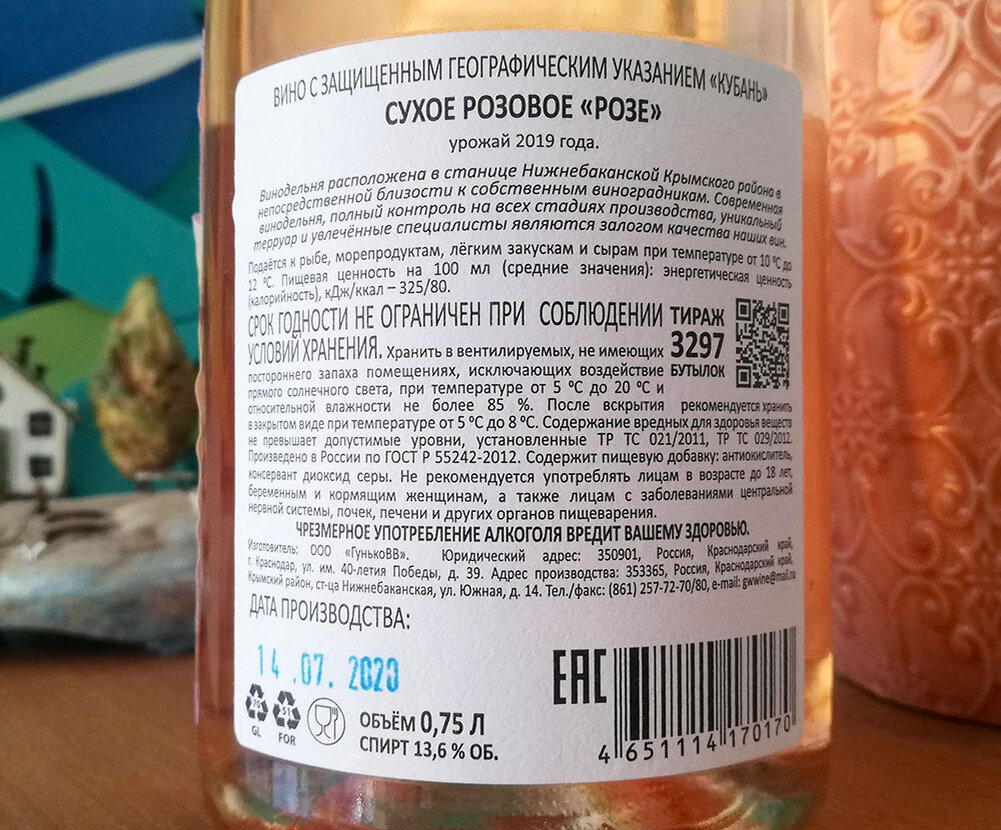 ВИНО С ЗАЩИЩЕННЫМ ГЕОГРАФИЧЕСКИМ УКАЗАНИЕМ «КУБАНЬ»
СУХОЕ РОЗОВОЕ «РОЗЕ»
урожай 2019 года.
Винодельня расположена в станице Нижнебаканской Крымского района в
непосредственной близости к собственным виноградникам. Современная
винодельня, полный контроль на всех стадиях производства, уникальный
терруар и увлечённые специалисты являются залогом качества наших вин.
Подаётся к рыбе, морепродуктам, лёгким закускам и сырам при температуре от 10 ºС до
12 ºС. Пищевая ценность на 100 мл (средние значения): энергетическая ценность
(калорийность), кДж/ккал – 325/80.
СРОК ГОДНОСТИ НЕ ОГРАНИЧЕН ПРИ СОБЛЮДЕНИИ
УСЛОВИЙ ХРАНЕНИЯ. Хранить в вентилируемых, не имеющих
постороннего запаха помещениях, исключающих воздействие
прямого солнечного света, при температуре от 5 ºС до 20 ºС и
ТИРАЖ
3297
БУТЫЛОК
относительной влажности не более 85 %. После вскрытия рекомендуется хранить
в закрытом виде при температуре от 5 ºС до 8 ºС. Содержание вредных для здоровья веществ
не превышает допустимые уровни, установленные ТР ТС 021/2011, ТР ТС 029/2012.
Произведено в России по ГОСТ Р 55242-2012. Содержит пищевую добавку: антиокислитель,
консервант диоксид серы. Не рекомендуется употреблять лицам в возрасте до 18 лет,
беременным и кормящим женщинам, а также лицам с заболеваниями центральной
нервной системы, почек, печени и других органов пищеварения.
ЧРЕЗМЕРНОЕ УПОТРЕБЛЕНИЕ АЛКОГОЛЯ ВРЕДИТ ВАШЕМУ ЗДОРОВЬЮ.
Изготовитель: ООО «ГунькоВВ». Юридический адрес: 350901, Россия, Краснодарский край,
г. Краснодар, ул. им. 40-летия Победы, д. 39. Адрес производства: 353365, Россия, Краснодарский край,
Крымский район, ст-ца Нижнебаканская, ул. Южная, д. 14. Тел./факс: (861) 257-72-70/80, e-mail: gwwine@mail.ru
ДАТА ПРОИЗВОДСТВА:
14.07. 2020
70
GL
51
FOR
ОБЪЁМ 0,75 Л
СПИРТ 13,6 % ОБ.
EAC
4 651114 170170